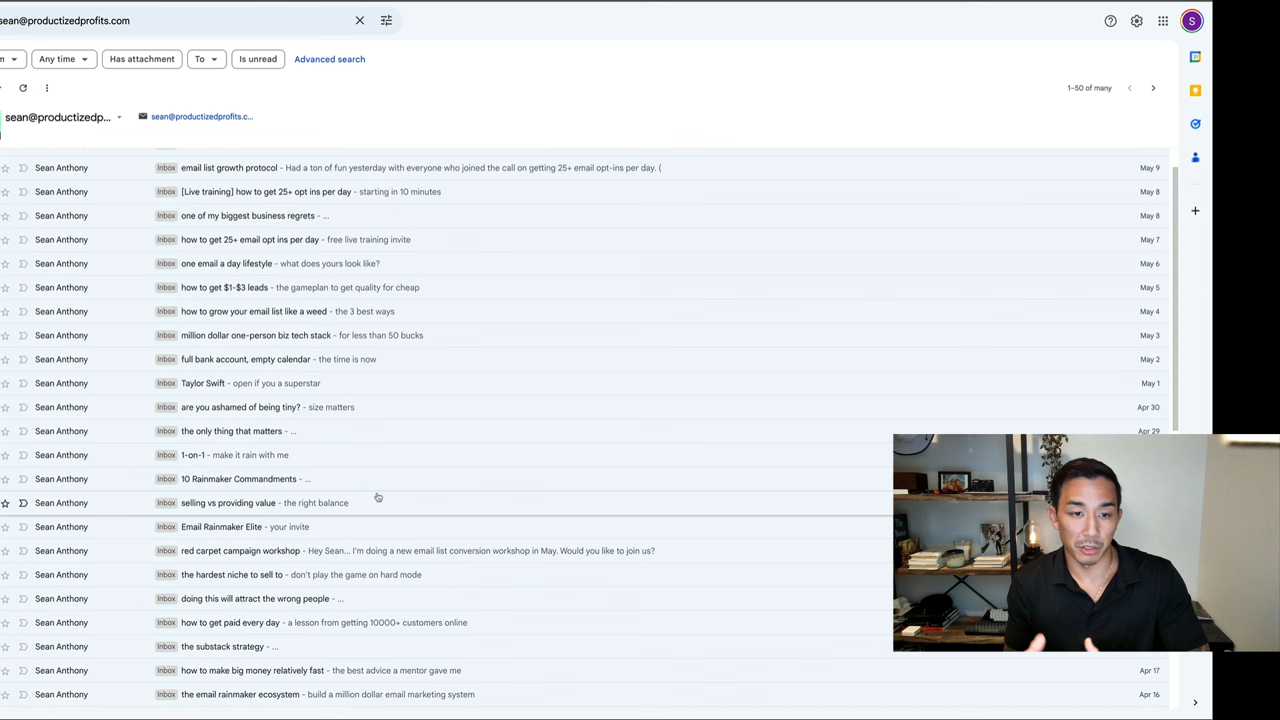 sean@productizedprofits.com
Any time
Has attachment
To
Is unread
Advanced search
1–50 of many
sean@productizedp...
sean@productizedprofits.c...
Sean Anthony Inbox email list growth protocol - Had a ton of fun yesterday with everyone who joined the call on getting 25+ email opt-ins per day. ( May 9
Sean Anthony Inbox [Live training] how to get 25+ opt ins per day - starting in 10 minutes May 8
Sean Anthony Inbox one of my biggest business regrets - ... May 8
Sean Anthony Inbox how to get 25+ email opt ins per day - free live training invite May 7
Sean Anthony Inbox one email a day lifestyle - what does yours look like? May 6
Sean Anthony Inbox how to get $1-$3 leads - the gameplan to get quality for cheap May 5
Sean Anthony Inbox how to grow your email list like a weed - the 3 best ways May 4
Sean Anthony Inbox million dollar one-person biz tech stack - for less than 50 bucks May 3
Sean Anthony Inbox full bank account, empty calendar - the time is now May 2
Sean Anthony Inbox Taylor Swift - open if you a superstar May 1
Sean Anthony Inbox are you ashamed of being tiny? - size matters Apr 30
Sean Anthony Inbox the only thing that matters - ... Apr 29
Sean Anthony Inbox 1-on-1 - make it rain with me
Sean Anthony Inbox 10 Rainmaker Commandments - ...
Sean Anthony Inbox selling vs providing value - the right balance
Sean Anthony Inbox Email Rainmaker Elite - your invite
Sean Anthony Inbox red carpet campaign workshop - Hey Sean... I'm doing a new email list conversion workshop in May. Would you like to join us?
Sean Anthony Inbox the hardest niche to sell to - don't play the game on hard mode
Sean Anthony Inbox doing this will attract the wrong people - ...
Sean Anthony Inbox how to get paid every day - a lesson from getting 10000+ customers online
Sean Anthony Inbox the substack strategy - ...
Sean Anthony Inbox how to make big money relatively fast - the best advice a mentor gave me Apr 17
Sean Anthony Inbox the email rainmaker ecosystem - build a million dollar email marketing system Apr 16
S